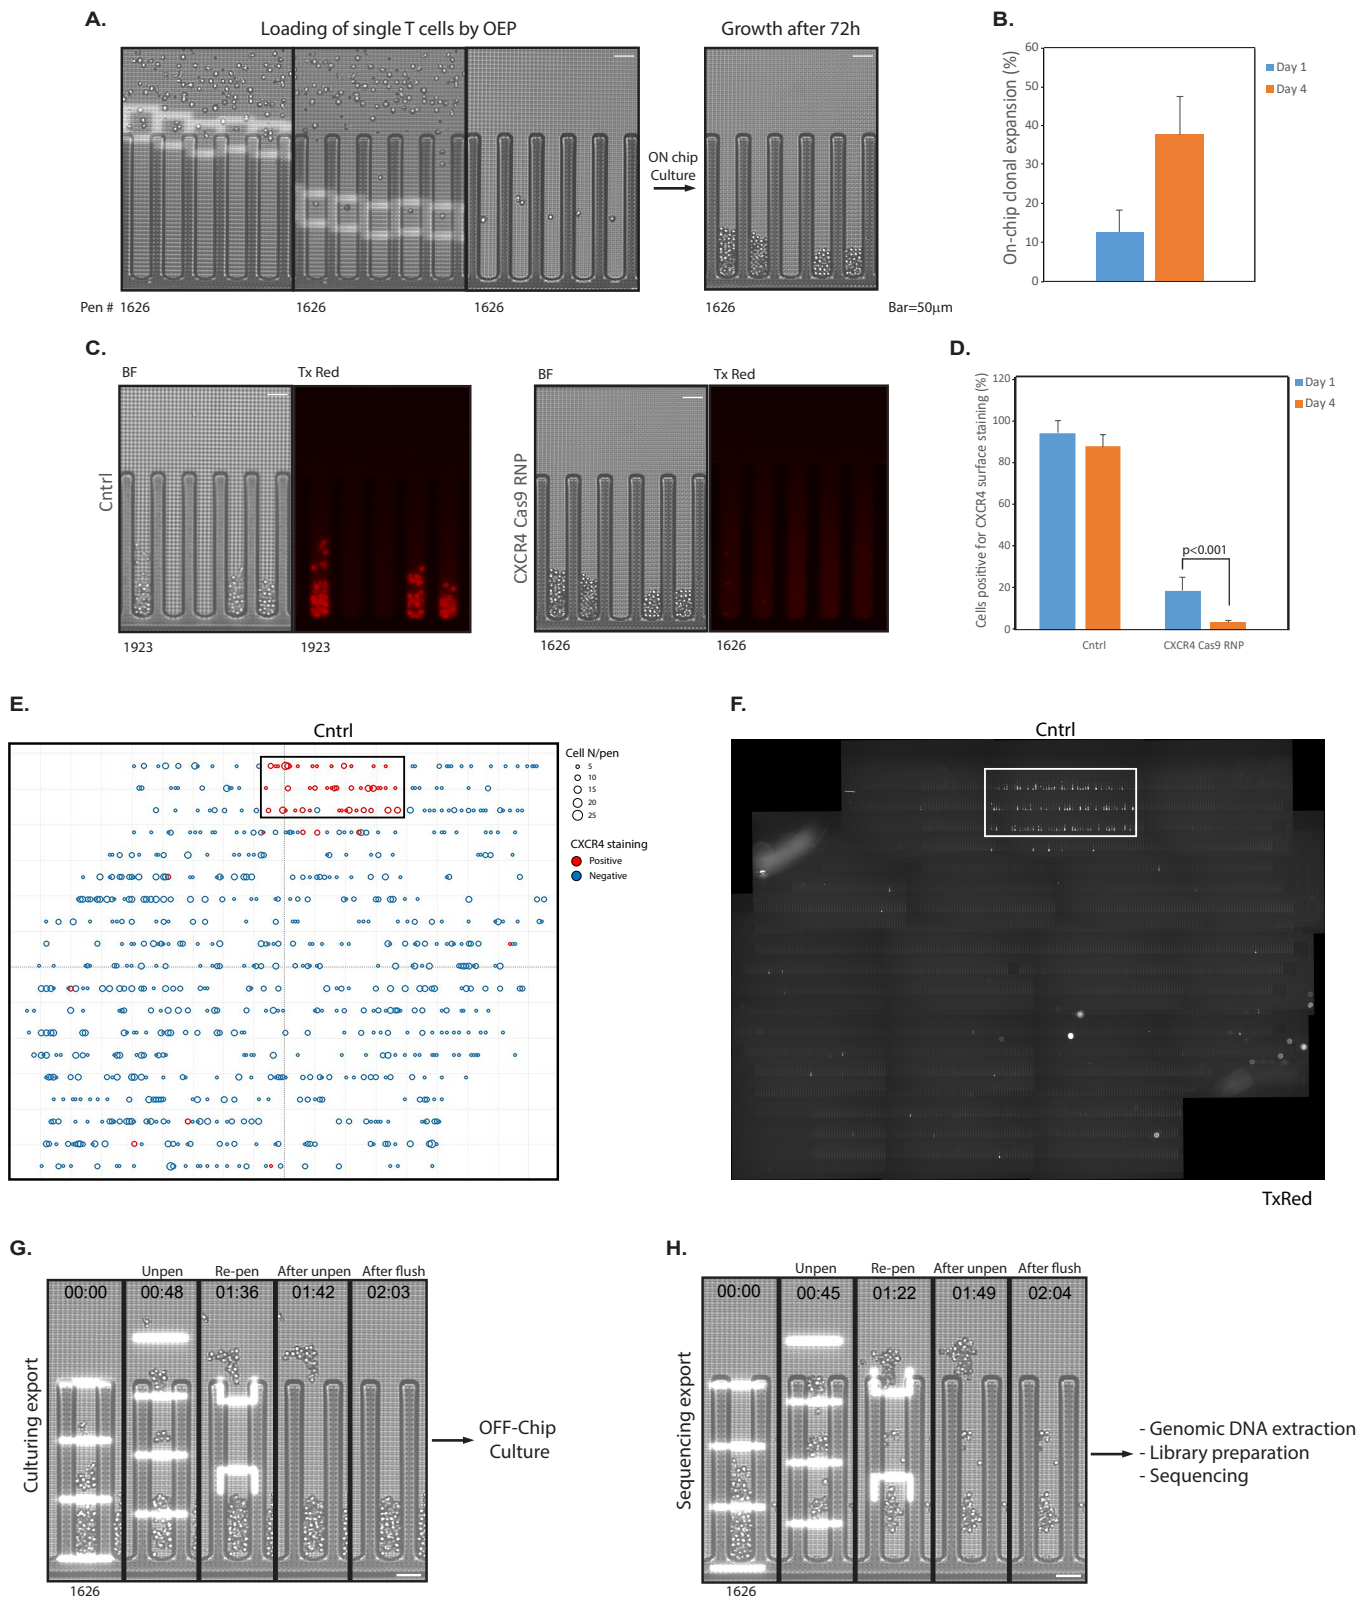 A.
Loading of single T cells by OEP
Growth after 72h
ON chip
Culture
Pen # 1626
1626
1626
1626
Bar=50μm
B.
On-chip clonal expansion (%)
60
50
40
30
20
10
0
Day 1
Day 4
C.
Cntrl
BF
Tx Red
1923
1923
CXCR4 Cas9 RNP
BF
Tx Red
1626
1626
D.
Cells positive for CXCR4 surface staining (%)
120
100
80
60
40
20
0
p<0.001
Cntrl
CXCR4 Cas9 RNP
Day 1
Day 4
E.
Cntrl
Cell N/pen
5
10
15
20
25
CXCR4 staining
Positive
Negative
F.
Cntrl
TxRed
G.
Culturing export
Unpen
Re-pen
After unpen
After flush
00:00
00:48
01:36
01:42
02:03
1626
OFF-Chip
Culture
H.
Sequencing export
Unpen
Re-pen
After unpen
After flush
00:00
00:45
01:22
01:49
02:04
1626
- Genomic DNA extraction
- Library preparation
- Sequencing